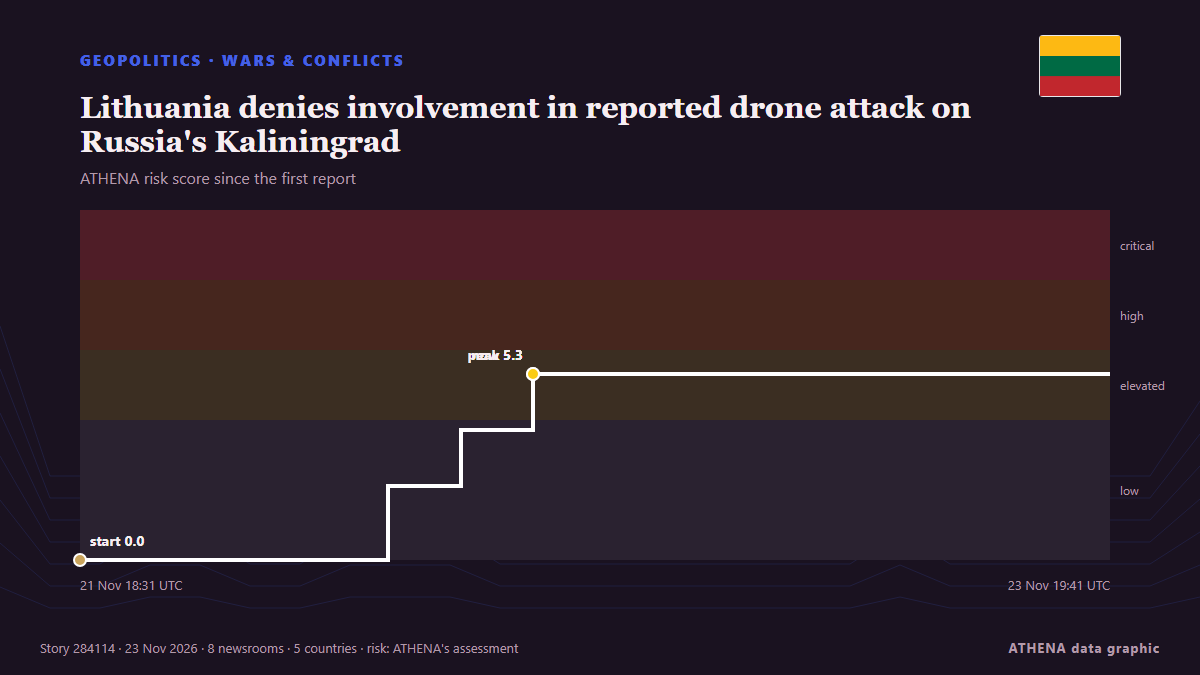 GEOPOLITICS · WARS & CONFLICTS
Lithuania denies involvement in reported drone attack on
Russia's Kaliningrad
ATHENA risk score since the first report
critical
high
5.3
elevated
low
start 0.0
21 Nov 18:31 UTC
23 Nov 19:41 UTC
Story 284114 · 23 Nov 2026 · 8 newsrooms · 5 countries · risk: ATHENA's assessment
ATHENA data graphic